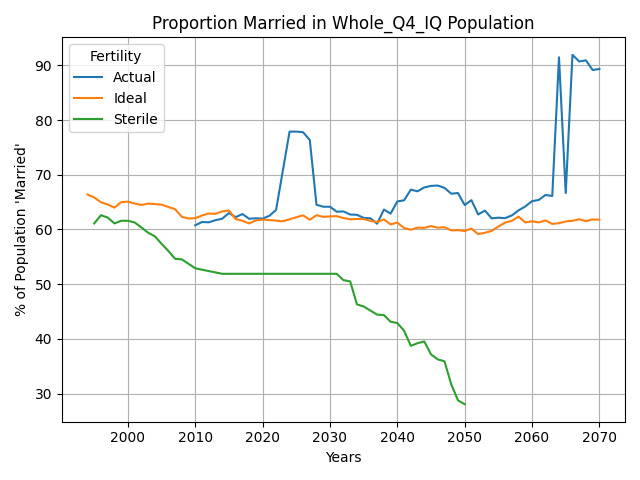 Proportion Married in Whole_Q4_IQ Population
% of Population 'Married'
Fertility
Actual
Ideal
Sterile
90
80
70
60
50
40
30
2000 2010 2020 2030 2040 2050 2060 2070
Years